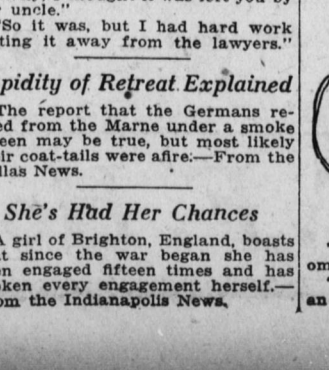 uncle."
"So it was, but I had hard work
ting it away from the lawyers."
pidity of Retreat Explained
The report that the Germans re-
ed from the Marne under a smoke
een may be true, but most likely
ir coat-tails were afire.—From the
llas News.
She's Had Her Chances
A girl of Brighton, England, boasts
t since the war began she has
n engaged fifteen times and has
ken every engagement herself.—
om the Indianapolis News.
om
an